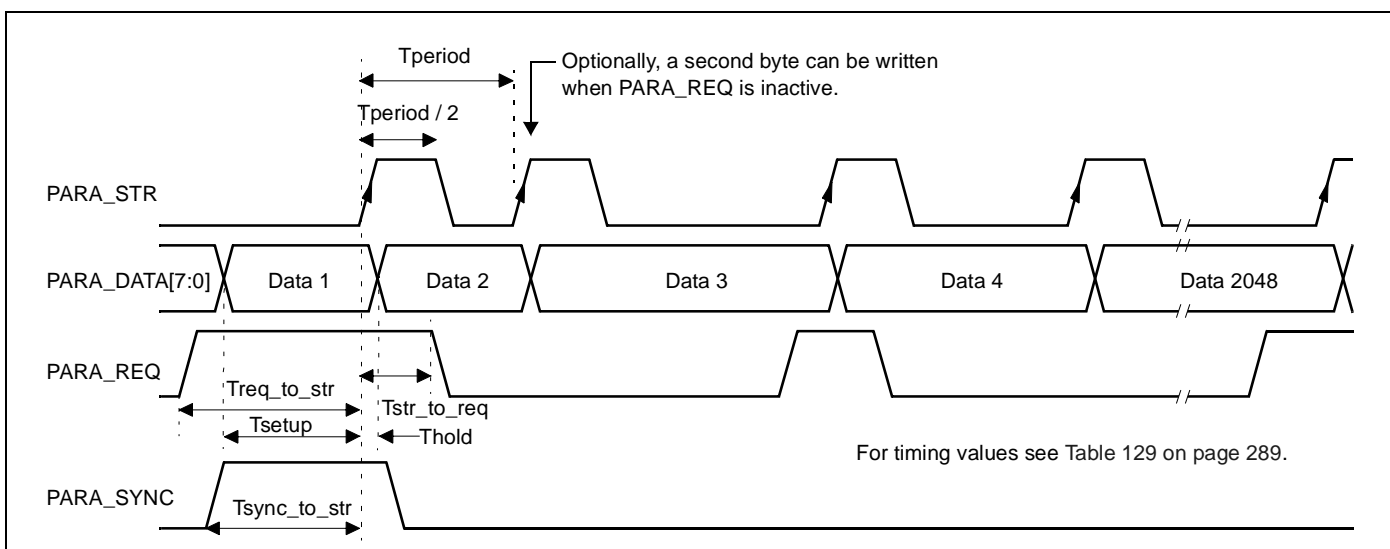 Tperiod
Optionally, a second byte can be written
when PARA_REQ is inactive.
Tperiod / 2
PARA_STR
PARA_DATA[7:0]
Data 1
Data 2
Data 3
Data 4
Data 2048
PARA_REQ
Treq_to_str
Tstr_to_req
Tsetup
Thold
For timing values see Table 129 on page 289.
PARA_SYNC
Tsync_to_str